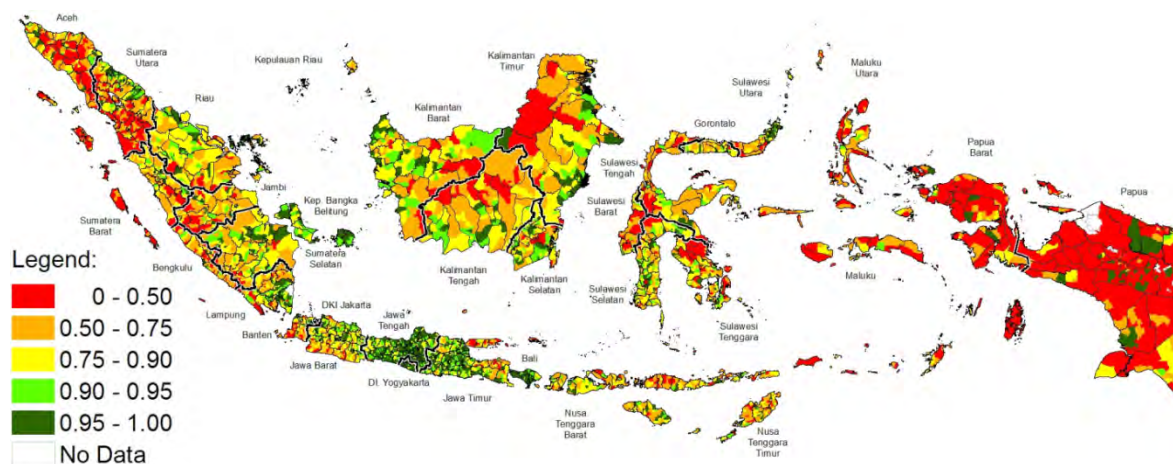 Aceh
Sumatera
Utara
Kepulauan Riau
Riau
Kalimantan
Timur
Kalimantan
Barat
Sulawesi
Utara
Gorontalo
Maluku
Utara
Papua
Barat
Papua
Sulawesi
Tengah
Jambi
Kep. Bangka
Belitung
Sulawesi
Barat
Sumatera
Barat
Sumatera
Selatan
Legend:
Bengkulu
Kalimantan
Tengah
Kalimantan
Selatan
Maluku
Sulawesi
Selatan
0 - 0.50
0.50 - 0.75
0.75 - 0.90
0.90 - 0.95
0.95 - 1.00
No Data
Lampung
DKI Jakarta
Jawa
Tengah
Banten
Sulawesi
Tenggara
Bali
Jawa Barat
DI. Yogyakarta
Jawa Timur
Nusa
Tenggara
Barat
Nusa
Tenggara
Timur